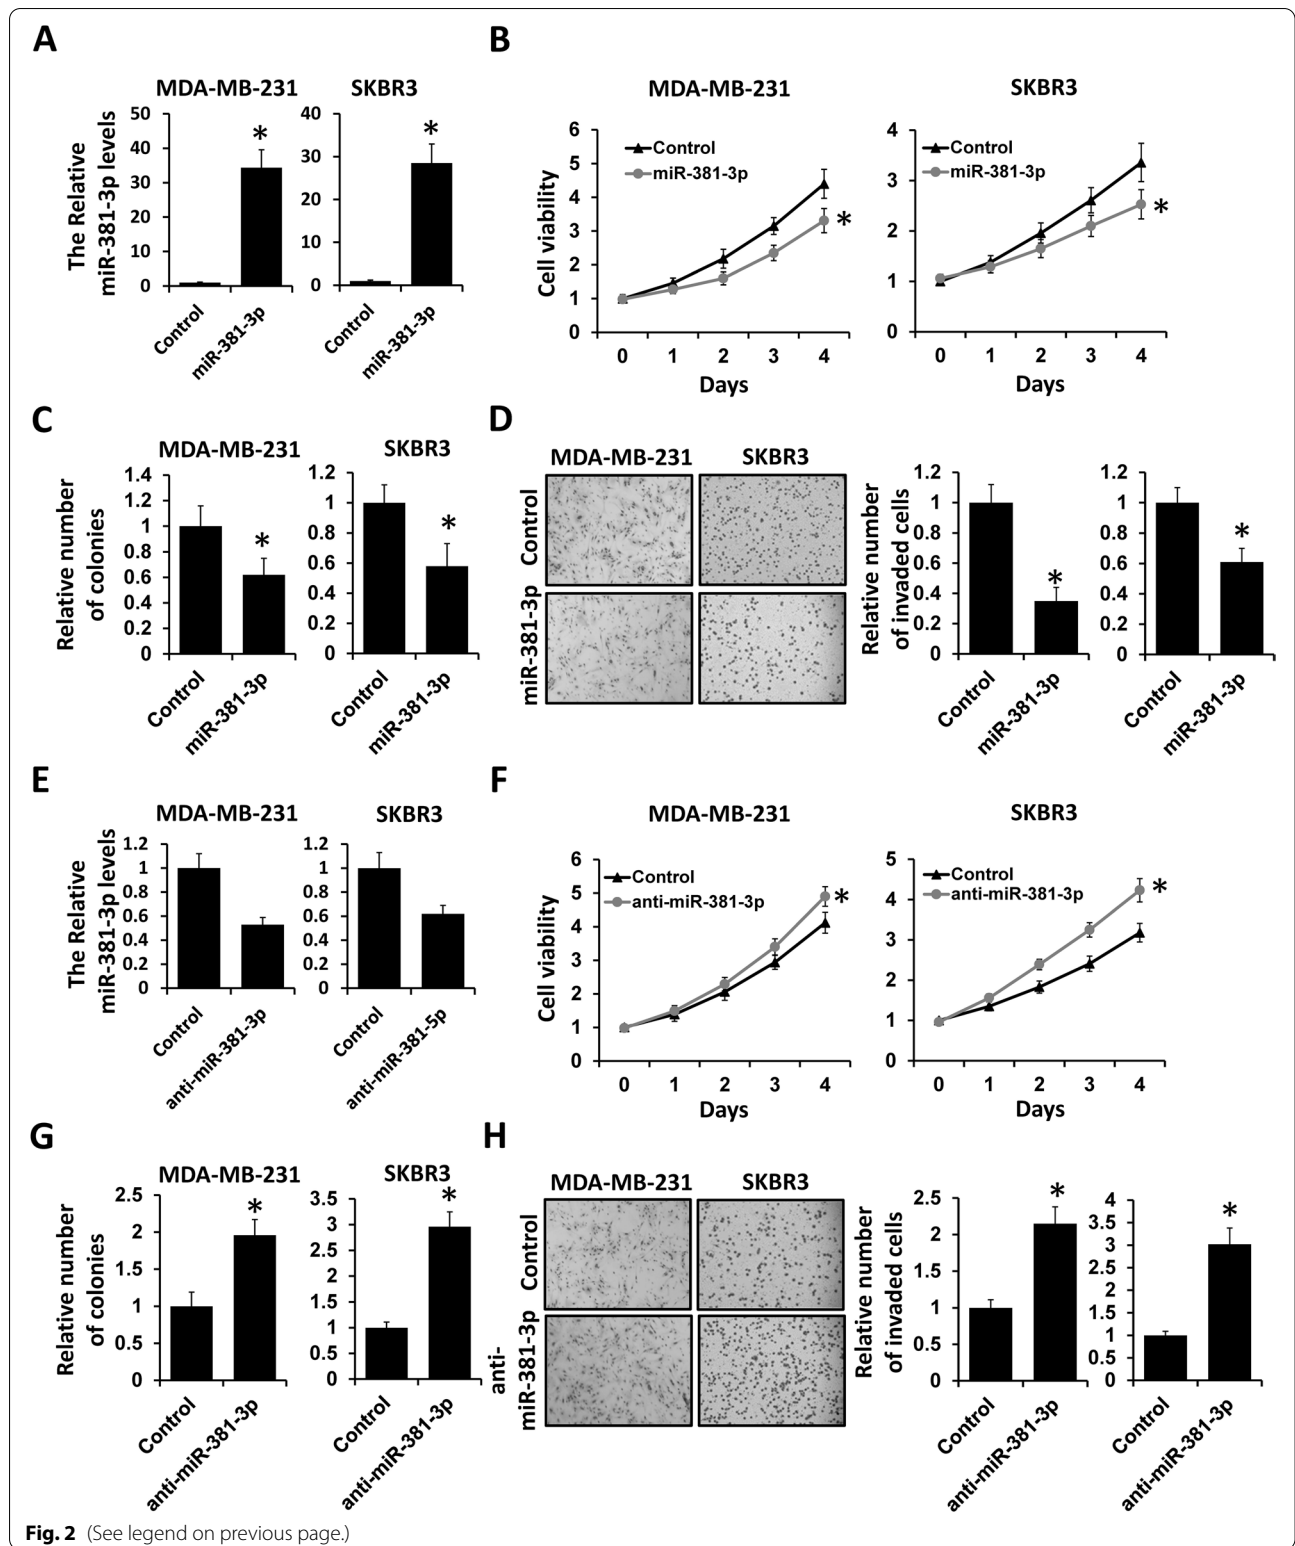 A
MDA-MB-231 SKBR3
The Relative
miR-381-3p levels
50
40
30
20
10
0
*
Control
miR-381-3p
40
30
20
10
0
*
Control
miR-381-3p
B
MDA-MB-231
SKBR3
Cell viability
6
5
4
3
2
1
0
Control
miR-381-3p
*
0 1 2 3 4
Days
4
3
2
1
0
Control
miR-381-3p
*
0 1 2 3 4
Days
C
MDA-MB-231 SKBR3
Relative number
of colonies
1.4
1.2
1
0.8
0.6
0.4
0.2
0
*
Control
miR-381-3p
1.2
1
0.8
0.6
0.4
0.2
0
*
Control
miR-381-3p
D
MDA-MB-231 SKBR3
Control
miR-381-3p
Relative number
of invaded cells
1.2
1
0.8
0.6
0.4
0.2
0
*
Control
miR-381-3p
1.2
1
0.8
0.6
0.4
0.2
0
*
Control
miR-381-3p
E
MDA-MB-231 SKBR3
The Relative
miR-381-3p levels
1.2
1
0.8
0.6
0.4
0.2
0
Control
anti-miR-381-3p
1.2
1
0.8
0.6
0.4
0.2
0
Control
anti-miR-381-5p
F
MDA-MB-231
SKBR3
Cell viability
6
5
4
3
2
1
0
Control
anti-miR-381-3p
*
0 1 2 3 4
Days
5
4
3
2
1
0
Control
anti-miR-381-3p
*
0 1 2 3 4
Days
G
MDA-MB-231 SKBR3
Relative number
of colonies
2.5
2
1.5
1
0.5
0
*
Control
anti-miR-381-3p
3.5
3
2.5
2
1.5
1
0.5
0
*
Control
anti-miR-381-3p
H
MDA-MB-231 SKBR3
Control
anti-
miR-381-3p
Relative number
of invaded cells
2.5
2
1.5
1
0.5
0
*
Control
anti-miR-381-3p
4
3.5
3
2.5
2
1.5
1
0.5
0
*
Control
anti-miR-381-3p
Fig. 2 (See legend on previous page.)